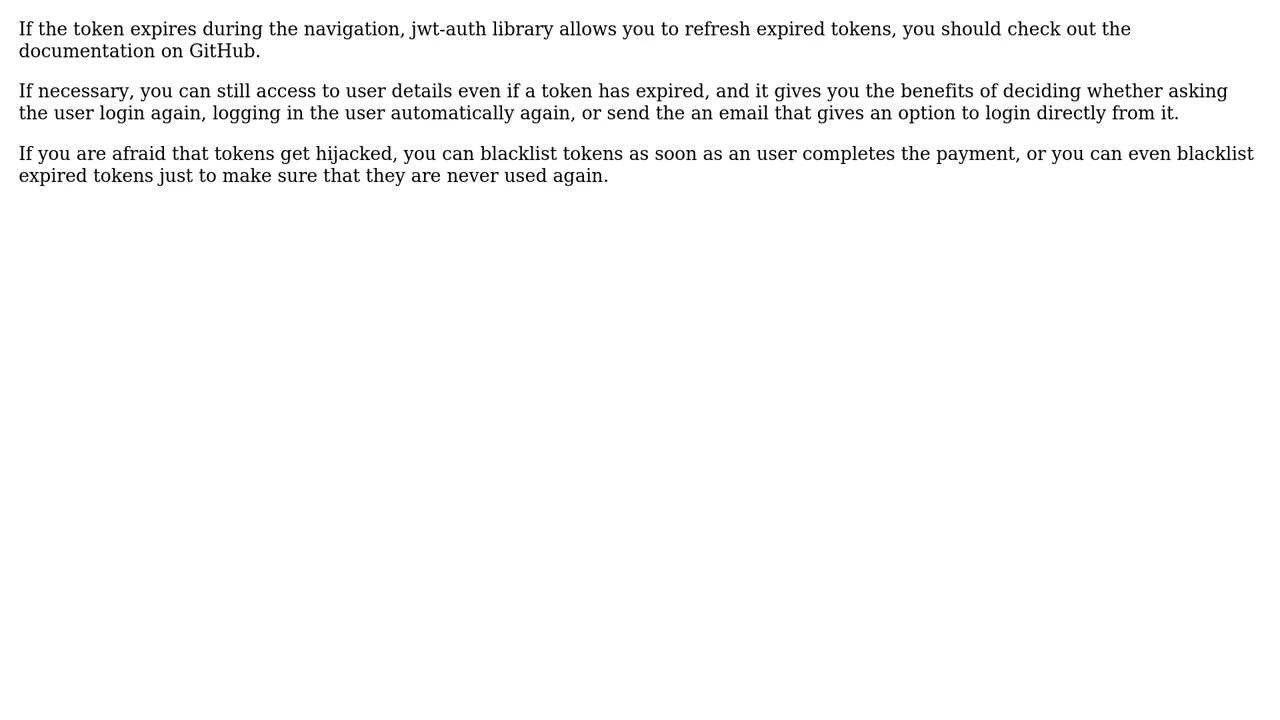 If the token expires during the navigation, jwt-auth library allows you to refresh expired tokens, you should check out the
documentation on GitHub.
If necessary, you can still access to user details even if a token has expired, and it gives you the benefits of deciding whether asking
the user login again, logging in the user automatically again, or send the an email that gives an option to login directly from it.
If you are afraid that tokens get hijacked, you can blacklist tokens as soon as an user completes the payment, or you can even blacklist
expired tokens just to make sure that they are never used again.